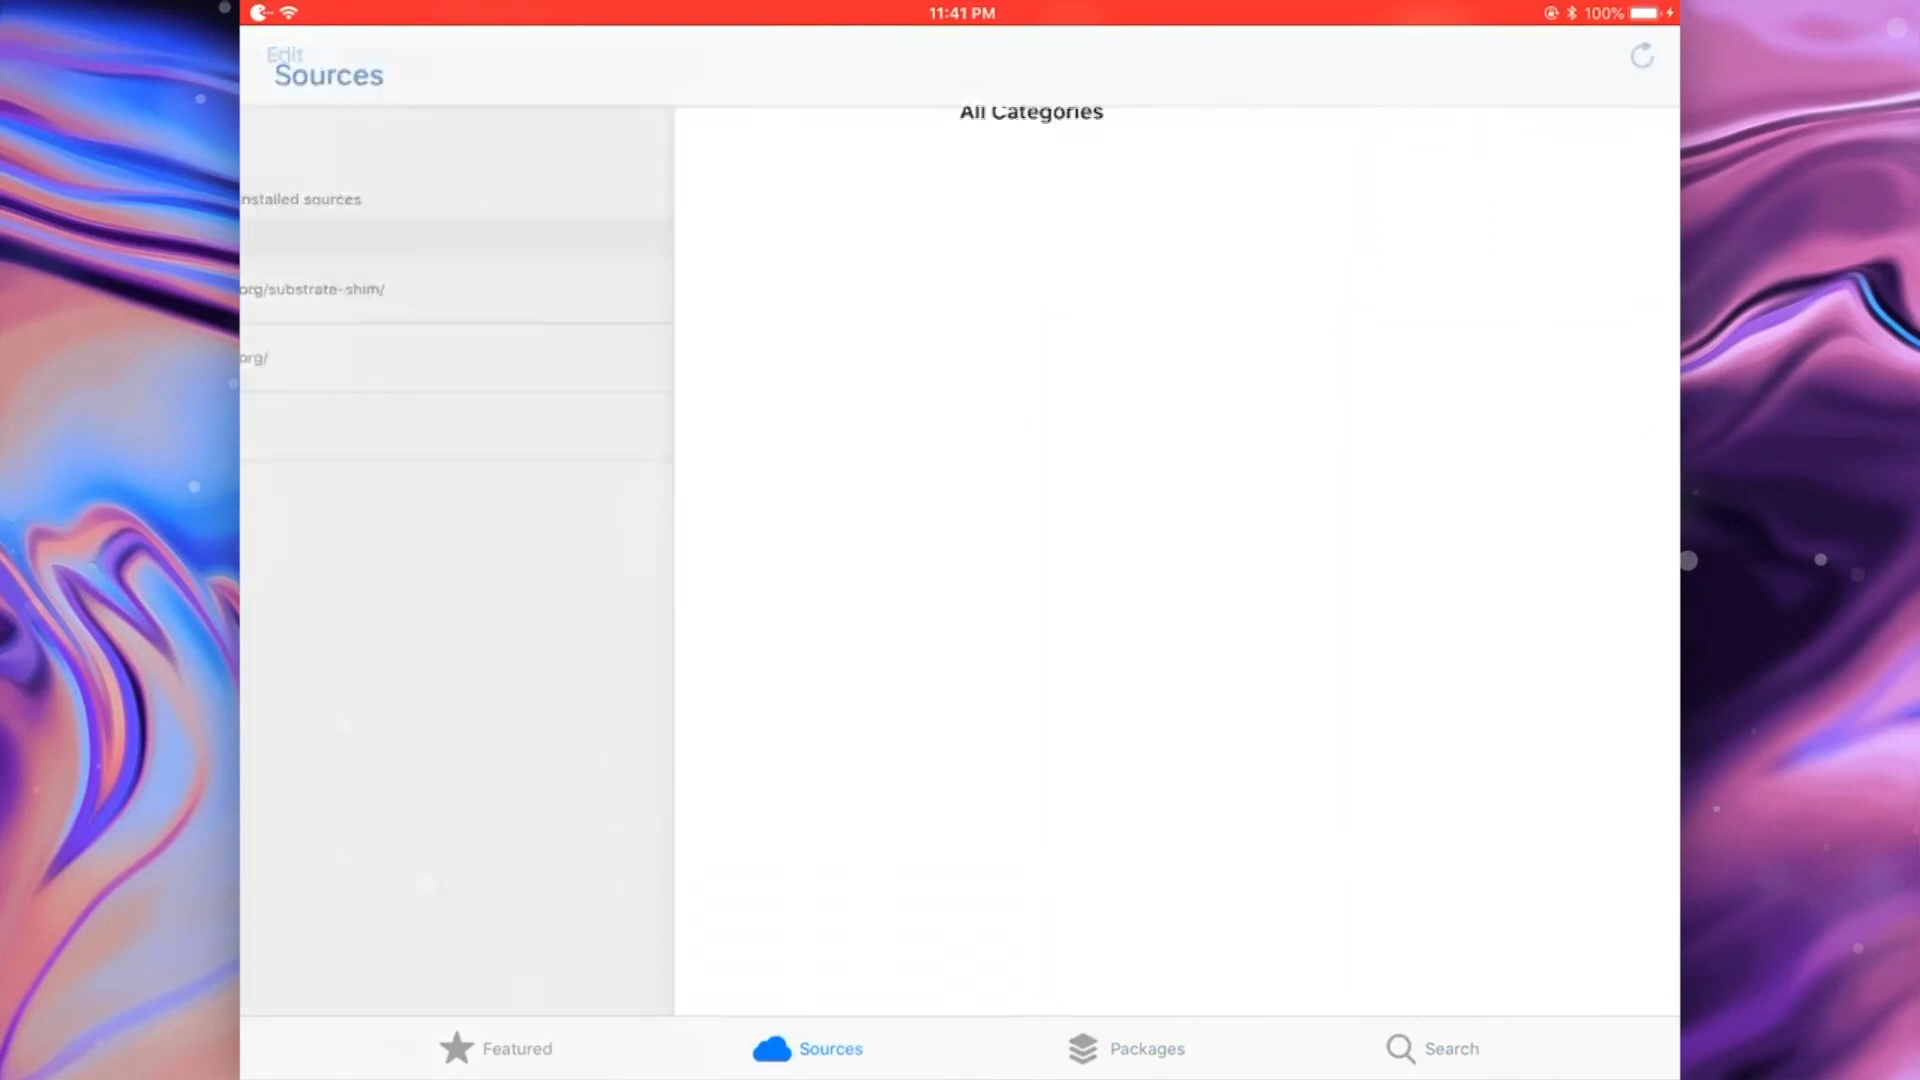 11:41 PM
100%
Edit
Sources
All Categories
nstalled sources
org/substrate-shim/
org/
Featured
Sources
Packages
Search